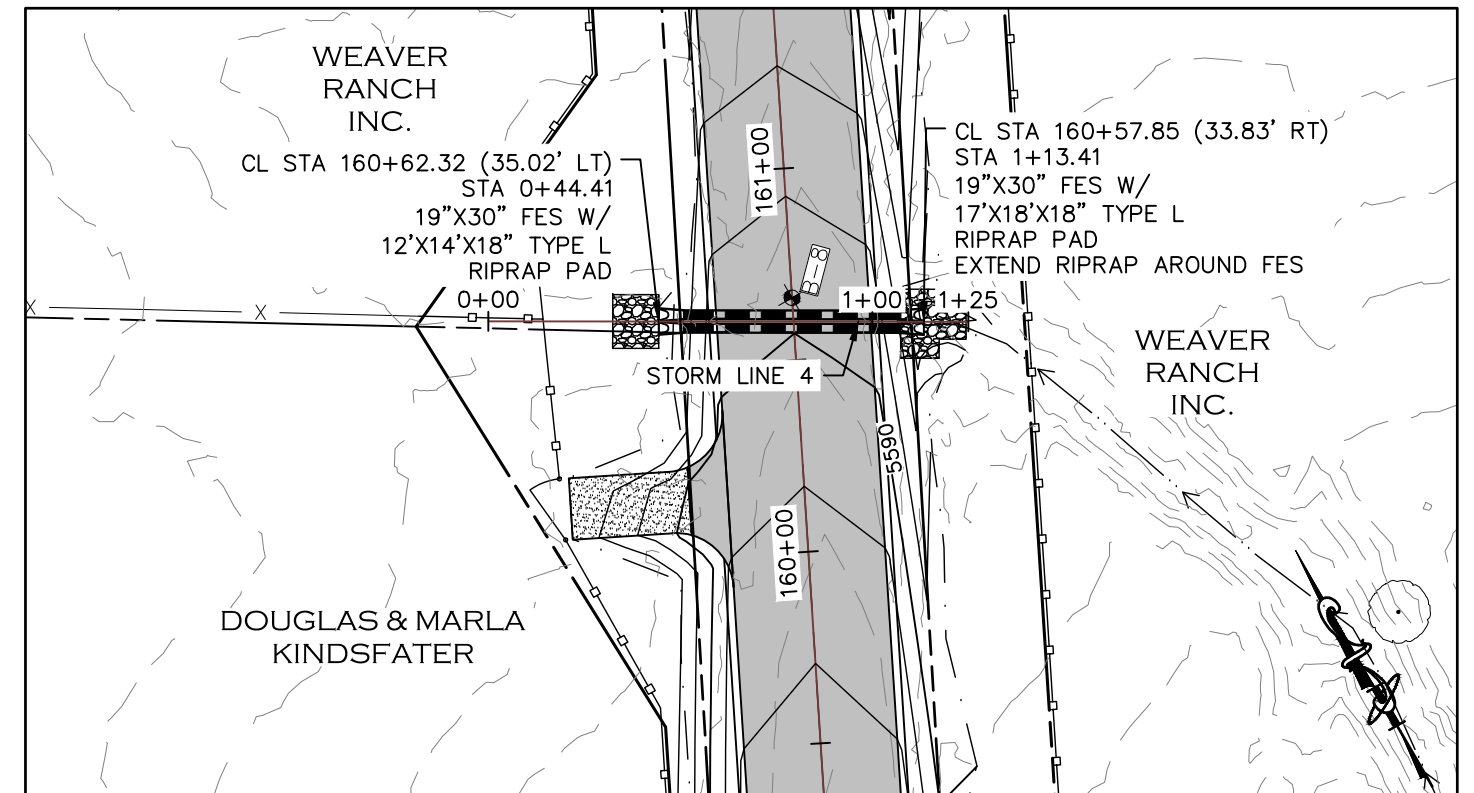 WEAVER
RANCH
INC.
CL STA 160+62.32 (35.02' LT)
STA 0+44.41
19"X30" FES W/
12'X14'X18" TYPE L
RIPRAP PAD
CL STA 160+57.85 (33.83' RT)
STA 1+13.41
19"X30" FES W/
17'X18'X18" TYPE L
RIPRAP PAD
EXTEND RIPRAP AROUND FES
161+00
B-8
X
X
0+00
1+00
1+25
STORM LINE 4
WEAVER
RANCH
INC.
5590
160+00
DOUGLAS & MARLA
KINDSFATER